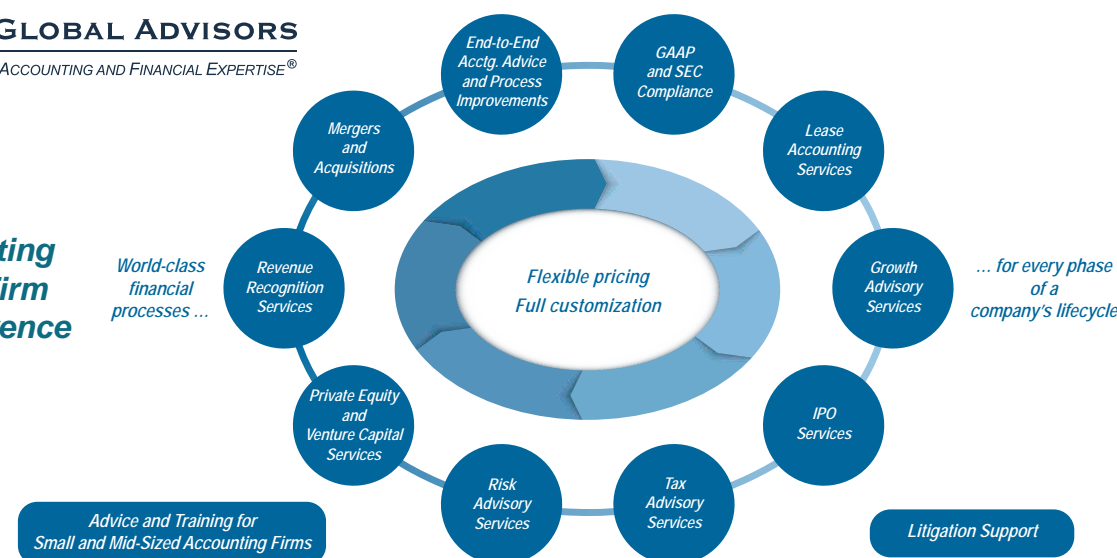 GLOBAL ADVISORS
ACCOUNTING AND FINANCIAL EXPERTISE®
End-to-End
Acctg. Advice
and Process
Improvements
GAAP
and SEC
Compliance
Mergers
and
Acquisitions
Lease
Accounting
Services
World-class
financial
processes ...
Revenue
Recognition
Services
Flexible pricing
Full customization
Growth
Advisory
Services
... for every phase
of a
company's lifecycle
Private Equity
and
Venture Capital
Services
IPO
Services
Risk
Advisory
Services
Tax
Advisory
Services
Advice and Training for
Small and Mid-Sized Accounting Firms
Litigation Support